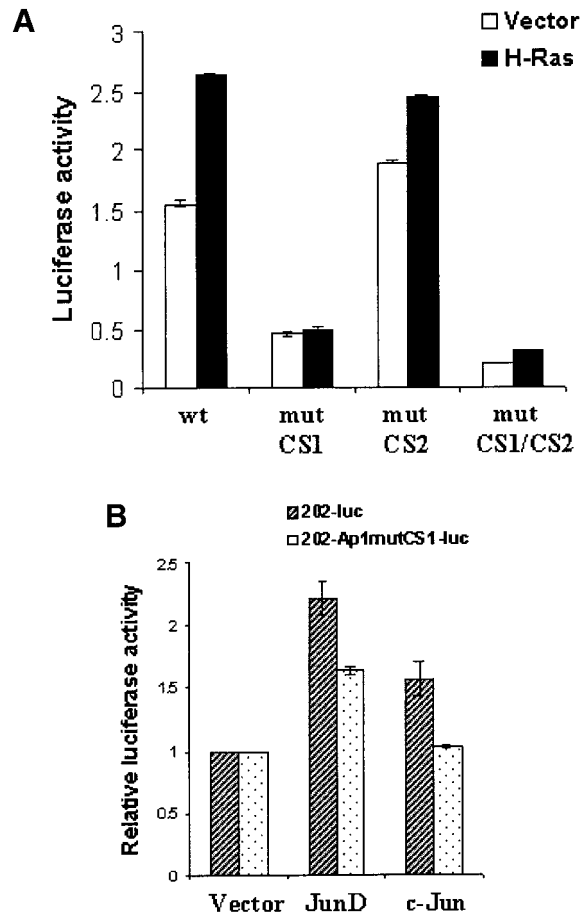 A
Vector
H-Ras
Luciferase activity
3
2.5
2
1.5
1
0.5
0
wt
mut
CS1
mut
CS2
mut
CS1/CS2
B
202-luc
202-Ap1mutCS1-luc
Relative luciferase activity
2.5
2
1.5
1
0.5
0
Vector
JunD
c-Jun